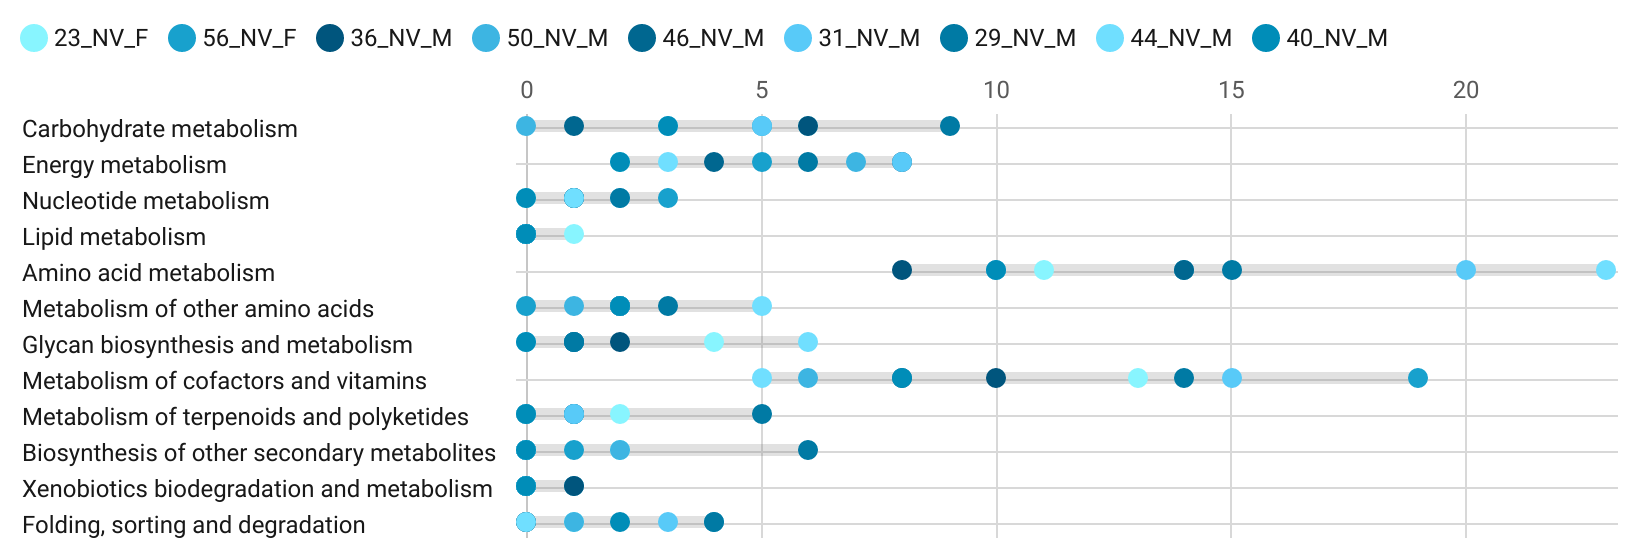 23_NV_F 56_NV_F 36_NV_M 50_NV_M 46_NV_M 31_NV_M 29_NV_M 44_NV_M 40_NV_M
0 5 10 15 20
Carbohydrate metabolism
Energy metabolism
Nucleotide metabolism
Lipid metabolism
Amino acid metabolism
Metabolism of other amino acids
Glycan biosynthesis and metabolism
Metabolism of cofactors and vitamins
Metabolism of terpenoids and polyketides
Biosynthesis of other secondary metabolites
Xenobiotics biodegradation and metabolism
Folding, sorting and degradation